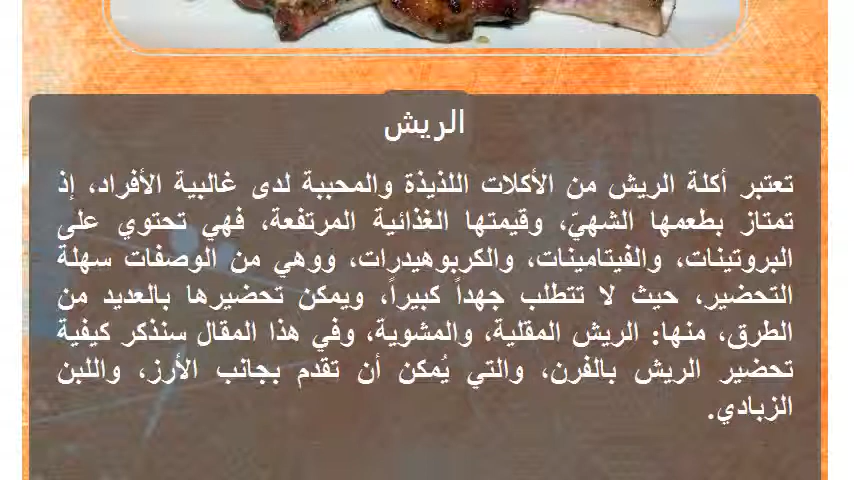 الريش
تعتبر أكلة الريش من الأكلات اللذيذة والمحببة لدى غالبية الأفراد، إذ
تمتاز بطعمها الشهيّ، وقيمتها الغذائية المرتفعة، فهي تحتوي على
البروتينات، والفيتامينات، والكربوهيدرات، ووهي من الوصفات سهلة
التحضير، حيث لا تتطلب جهداً كبيراً، ويمكن تحضيرها بالعديد من
الطرق، منها: الريش المقلية، والمشوية، وفي هذا المقال سنذكر كيفية
تحضير الريش بالفرن، والتي يُمكن أن تقدم بجانب الأرز، واللبن
الزبادي.